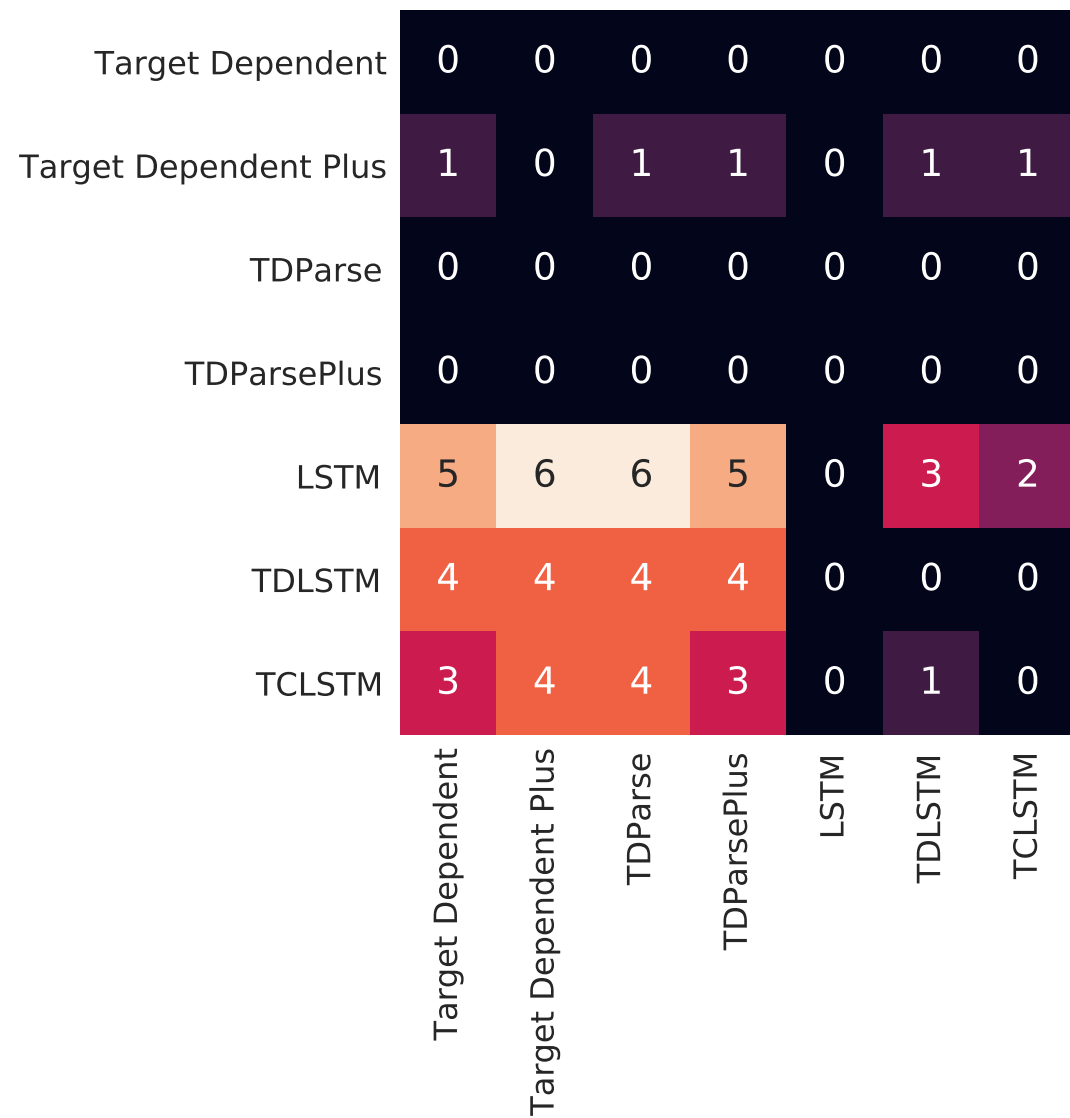 Target Dependent 0 0 0 0 0 0 0
Target Dependent Plus 1 0 1 1 0 1 1
TDParse 0 0 0 0 0 0 0
TDParsePlus 0 0 0 0 0 0 0
LSTM 5 6 6 5 0 3 2
TDLSTM 4 4 4 4 0 0 0
TCLSTM 3 4 4 3 0 1 0
Target Dependent
Target Dependent Plus
TDParse
TDParsePlus
LSTM
TDLSTM
TCLSTM